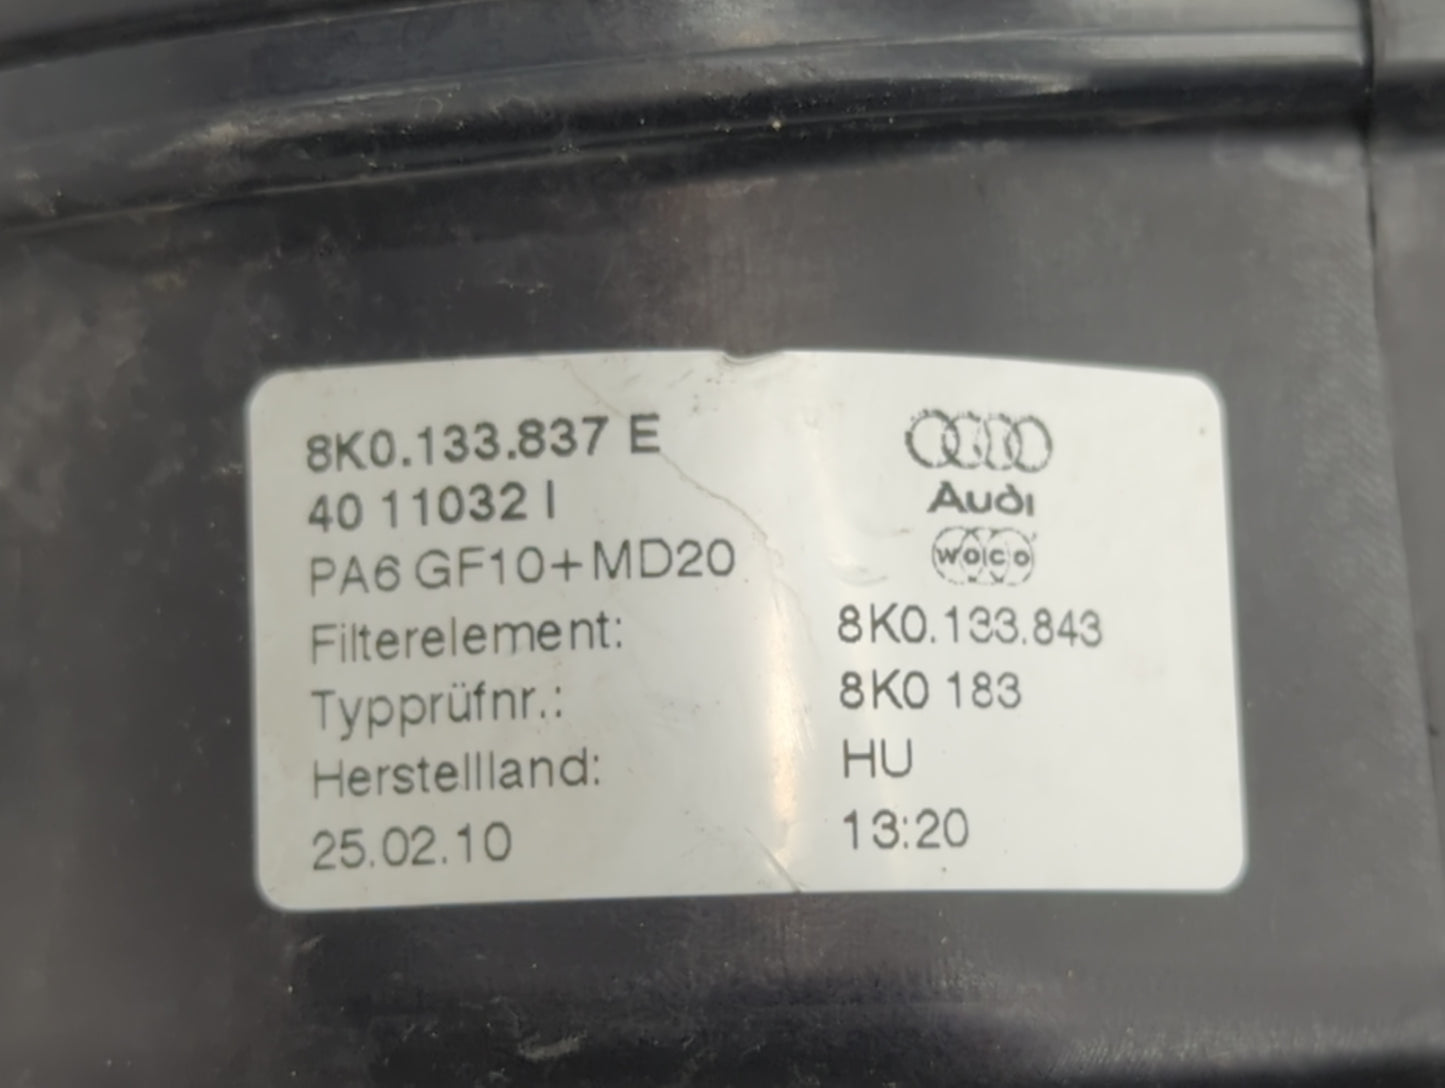 8K0.133.837 E
40 11032 I
Audi
PA6 GF10+MD20
woco
Filterelement: 8K0.133.843
Typprüfnr.: 8K0 183
Herstellland: HU
25.02.10 13:20